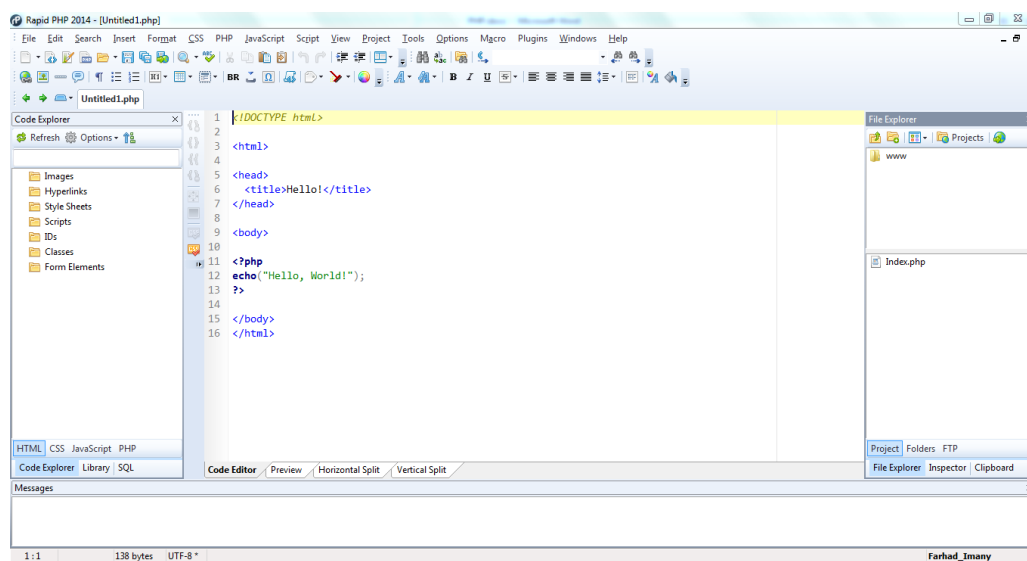 Rapid PHP 2014 - [Untitled1.php]
File Edit Search Insert Format CSS PHP JavaScript Script View Project Tools Options Macro Plugins Windows Help
BR B I U
Untitled1.php
Code Explorer
Refresh Options
Images
Hyperlinks
Style Sheets
Scripts
IDs
Classes
Form Elements
HTML CSS JavaScript PHP
Code Explorer Library SQL
1 <!DOCTYPE html>
2
3 <html>
4
5 <head>
6 <title>Hello!</title>
7 </head>
8
9 <body>
10
11 <?php
12 echo("Hello, World!");
13 ?>
14
15 </body>
16 </html>
Code Editor Preview Horizontal Split Vertical Split
File Explorer
Projects
www
Index.php
Project Folders FTP
File Explorer Inspector Clipboard
Messages
1:1 138 bytes UTF-8 * Farhad_Imany